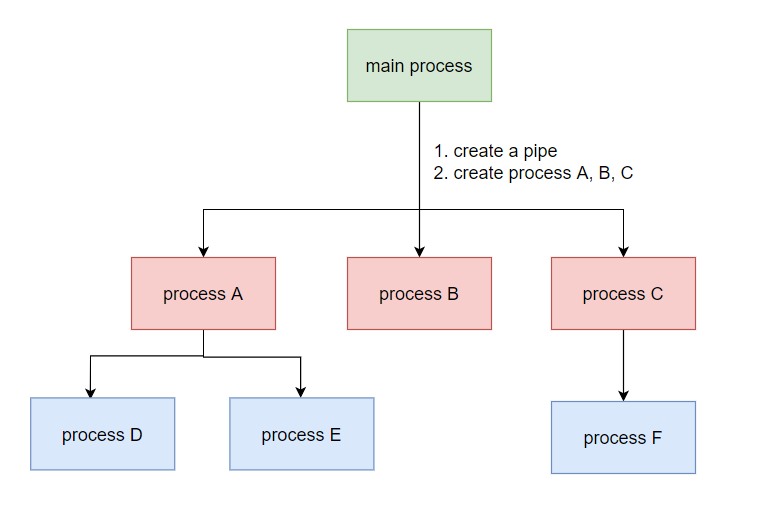 main process
1. create a pipe
2. create process A, B, C
process A
process B
process C
process D
process E
process F